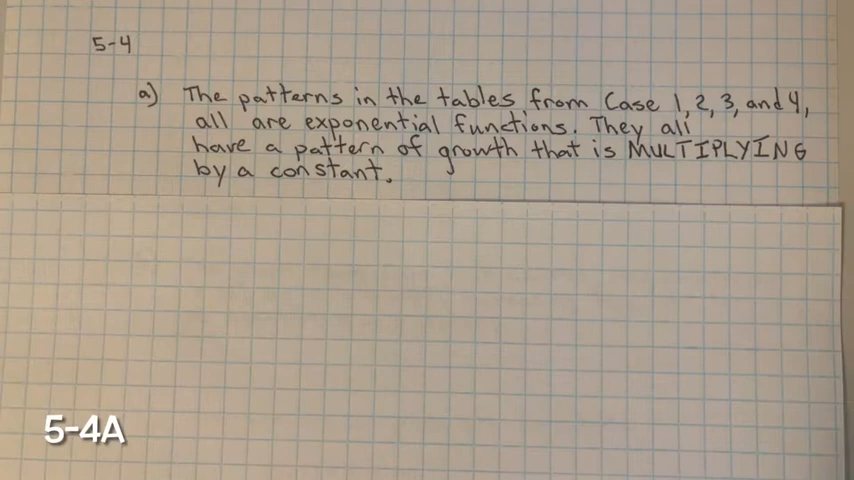 5-4
a) The patterns in the tables from Case 1, 2, 3, and 4,
all are exponential functions. They all
have a pattern of growth that is MULTIPLYING
by a constant.
5-4A